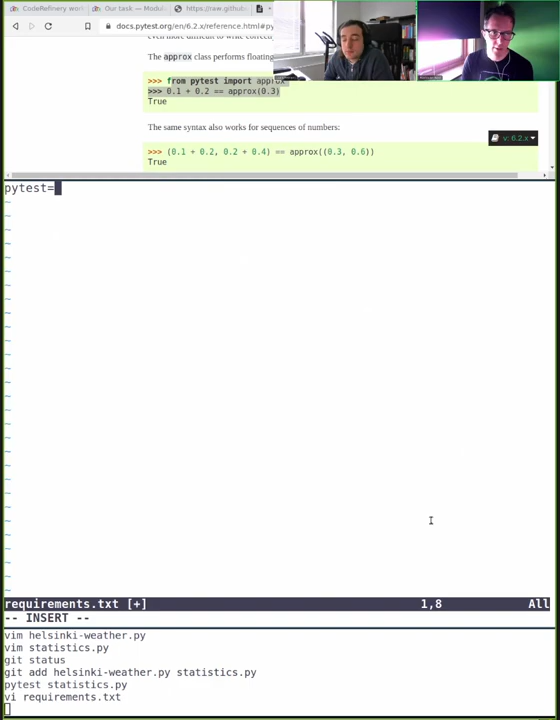 CodeRefinery wor
Our task — Modul
https://raw.githubu
docs.pytest.org/en/6.2.x/reference.html#py
The approx class performs floating
>>> from pytest import approx
>>> 0.1 + 0.2 == approx(0.3)
True
The same syntax also works for sequences of numbers:
v: 6.2.x
>>> (0.1 + 0.2, 0.2 + 0.4) == approx((0.3, 0.6))
True
pytest=
requirements.txt [+] 1,8 All
-- INSERT --
vim helsinki-weather.py
vim statistics.py
git status
git add helsinki-weather.py statistics.py
pytest statistics.py
vi requirements.txt